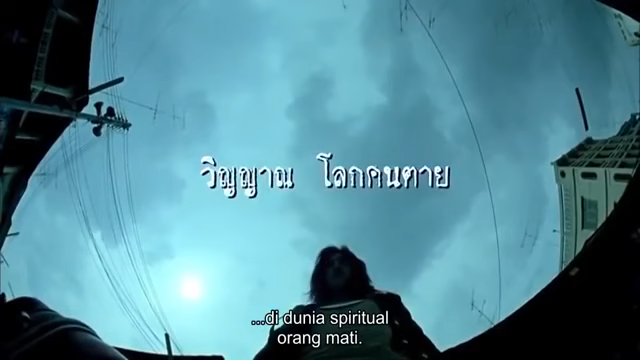 วิญญาณ โลกคนตาย
...di dunia spiritual
orang mati.